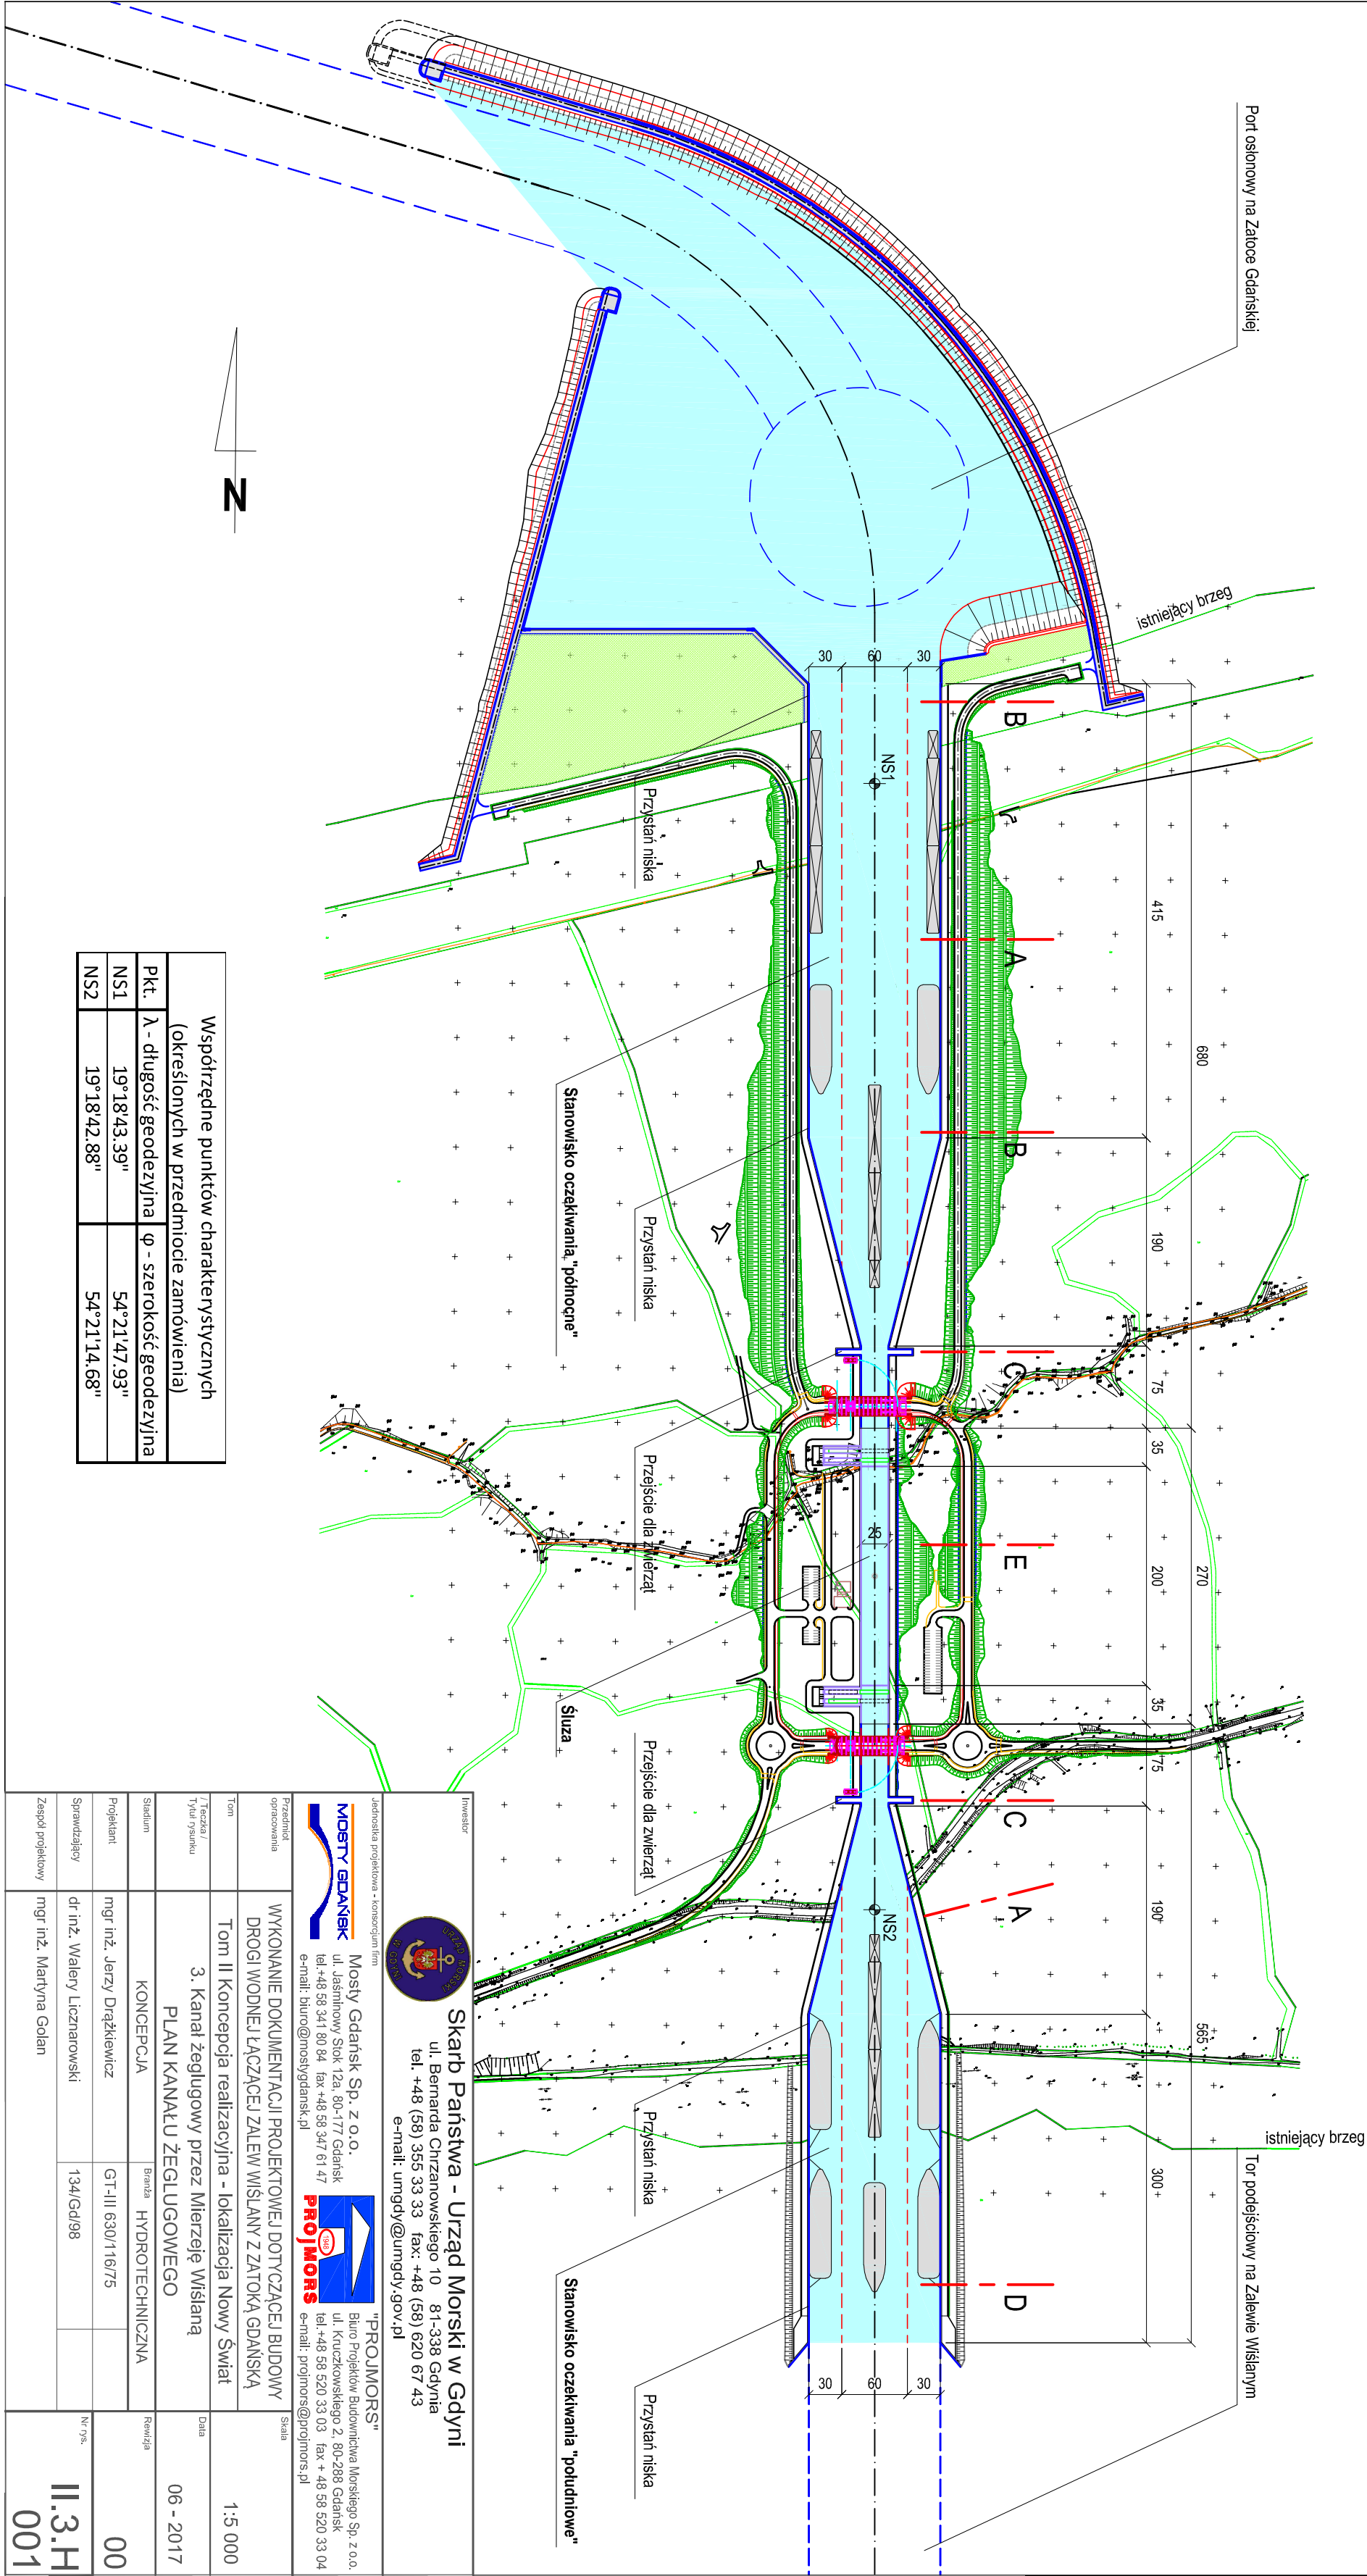 Port osłonowy na Zatoce Gdańskiej
istniejący brzeg
N
30
60
30
B
NS1
A
B
C
E
C
A
D
415
680
190
75
35
200
270
35
75
190
565
300
25
NS2
30
60
30
Przystań niska
Stanowisko oczekiwania "północne"
Przystań niska
Przejście dla zwierząt
Śluza
Przejście dla zwierząt
Przystań niska
Stanowisko oczekiwania "południowe"
Przystań niska
istniejący brzeg
Tor podejściowy na Zalewie Wiślanym
Współrzędne punktów charakterystycznych
(określonych w przedmiocie zamówienia)
Pkt. λ - długość geodezyjna φ - szerokość geodezyjna
NS1 19°18'43.39" 54°21'47.93"
NS2 19°18'42.88" 54°21'14.68"
Inwestor
URZĄD MORSKI W GDYNI
Skarb Państwa - Urząd Morski w Gdyni
ul. Bernarda Chrzanowskiego 10 81-338 Gdynia
tel. +48 (58) 355 33 33 fax: +48 (58) 620 67 43
e-mail: umgdy@umgdy.gov.pl
Jednostka projektowa - konsorcjum firm
MOSTY GDAŃSK
Mosty Gdańsk Sp. z o.o.
ul. Jaśminowy Stok 12a, 80-177 Gdańsk
tel.+48 58 341 80 84 fax +48 58 347 61 47
e-mail: biuro@mostygdansk.pl
1948
PROJMORS
"PROJMORS"
Biuro Projektów Budownictwa Morskiego Sp. z o.o.
ul. Kruczkowskiego 2, 80-288 Gdańsk
tel.+48 58 520 33 03 fax + 48 58 520 33 04
e-mail: projmors@projmors.pl
Przedmiot opracowania
WYKONANIE DOKUMENTACJI PROJEKTOWEJ DOTYCZĄCEJ BUDOWY
DROGI WODNEJ ŁĄCZĄCEJ ZALEW WIŚLANY Z ZATOKĄ GDAŃSKĄ
Skala
1:5 000
Tom
Tom II Koncepcja realizacyjna - lokalizacja Nowy Świat
/ Teczka /
Tytuł rysunku
3. Kanał żeglugowy przez Mierzeję Wiślaną
PLAN KANAŁU ŻEGLUGOWEGO
Data
06 - 2017
Stadium
KONCEPCJA
Branża
HYDROTECHNICZNA
Rewizja
00
Projektant
mgr inż. Jerzy Drążkiewicz
GT-III 630/116/75
Sprawdzający
dr inż. Walery Licznarowski
134/Gd/98
Zespół projektowy
mgr inż. Martyna Golan
Nr rys.
II.3.H
001